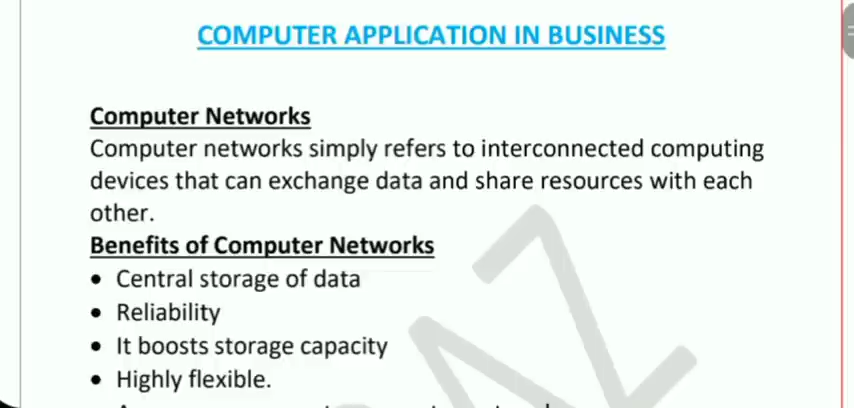 COMPUTER APPLICATION IN BUSINESS
Computer Networks
Computer networks simply refers to interconnected computing
devices that can exchange data and share resources with each
other.
Benefits of Computer Networks
• Central storage of data
• Reliability
• It boosts storage capacity
• Highly flexible.